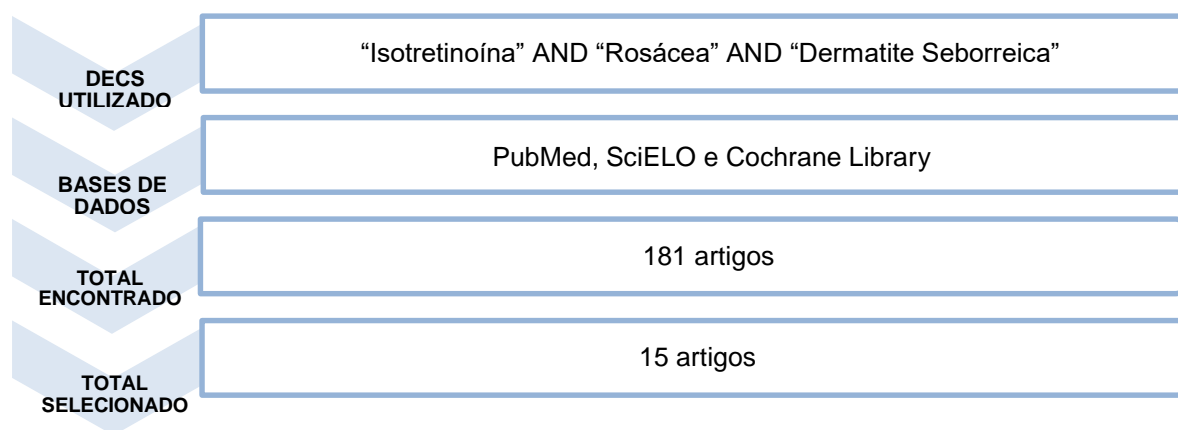 DECS
UTILIZADO
“Isotretinoína” AND “Rosácea” AND “Dermatite Seborreica”
BASES DE
DADOS
PubMed, SciELO e Cochrane Library
TOTAL
ENCONTRADO
181 artigos
TOTAL
SELECIONADO
15 artigos